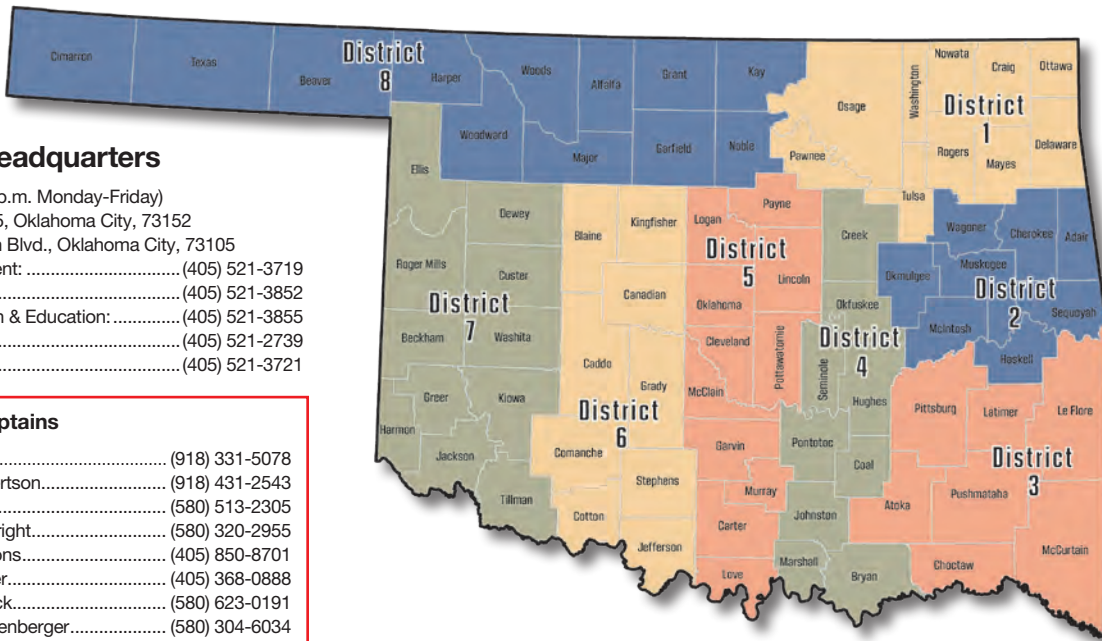 eadquarters
p.m. Monday-Friday)
5, Oklahoma City, 73152
Blvd., Oklahoma City, 73105
ent: (405) 521-3719
(405) 521-3852
& Education: (405) 521-3855
(405) 521-2739
(405) 521-3721
ptains
(918) 331-5078
rtson (918) 431-2543
(580) 513-2305
right (580) 320-2955
ons (405) 850-8701
er (405) 368-0888
ck (580) 623-0191
enberger (580) 304-6034
District
8
Cimarron
Texas
Beaver
Harper
Woods
Alfalfa
Grant
Kay
Woodward
Major
Garfield
Noble
District
1
Osage
Washington
Nowata
Craig
Ottawa
Pawnee
Rogers
Mayes
Delaware
Tulsa
District
7
Ellis
Dewey
Roger Mills
Custer
Beckham
Washita
Greer
Kiowa
Harmon
Jackson
Tillman
District
6
Blaine
Kingfisher
Canadian
Caddo
Grady
Comanche
Stephens
Cotton
Jefferson
District
5
Logan
Payne
Lincoln
Oklahoma
Cleveland
Pottawatomie
McClain
Garvin
Murray
Carter
Love
District
4
Creek
Okfuskee
Seminole
Hughes
Pontotoc
Coal
Johnston
Marshall
Bryan
District
2
Wagoner
Cherokee
Adair
Okmulgee
Muskogee
Sequoyah
McIntosh
Haskell
District
3
Pittsburg
Latimer
Le Flore
Atoka
Pushmataha
Choctaw
McCurtain